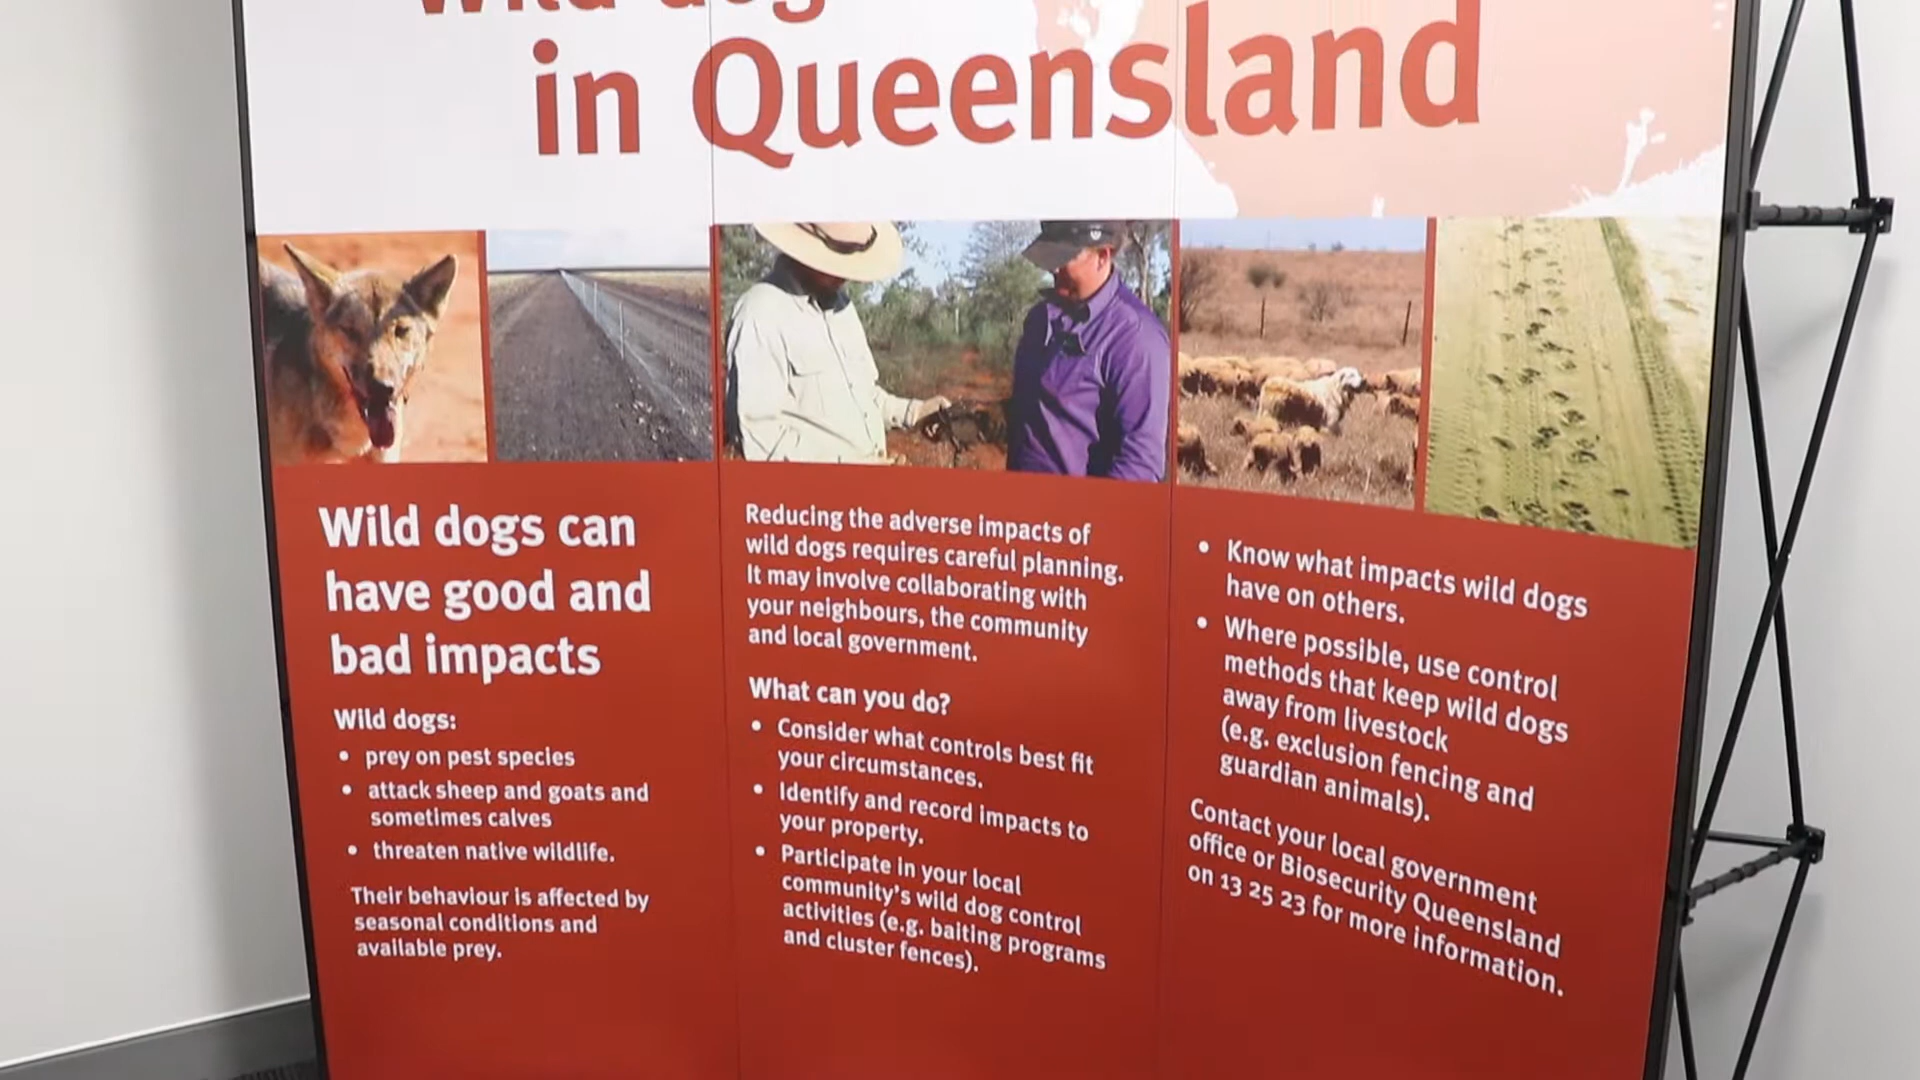 Wild dog
in Queensland
Wild dogs can
have good and
bad impacts
Wild dogs:
• prey on pest species
• attack sheep and goats and
sometimes calves
• threaten native wildlife.
Their behaviour is affected by
seasonal conditions and
available prey.
Reducing the adverse impacts of
wild dogs requires careful planning.
It may involve collaborating with
your neighbours, the community
and local government.
What can you do?
• Consider what controls best fit
your circumstances.
• Identify and record impacts to
your property.
• Participate in your local
community's wild dog control
activities (e.g. baiting programs
and cluster fences).
• Know what impacts wild dogs
have on others.
• Where possible, use control
methods that keep wild dogs
away from livestock
(e.g. exclusion fencing and
guardian animals).
Contact your local government
office or Biosecurity Queensland
on 13 25 23 for more information.